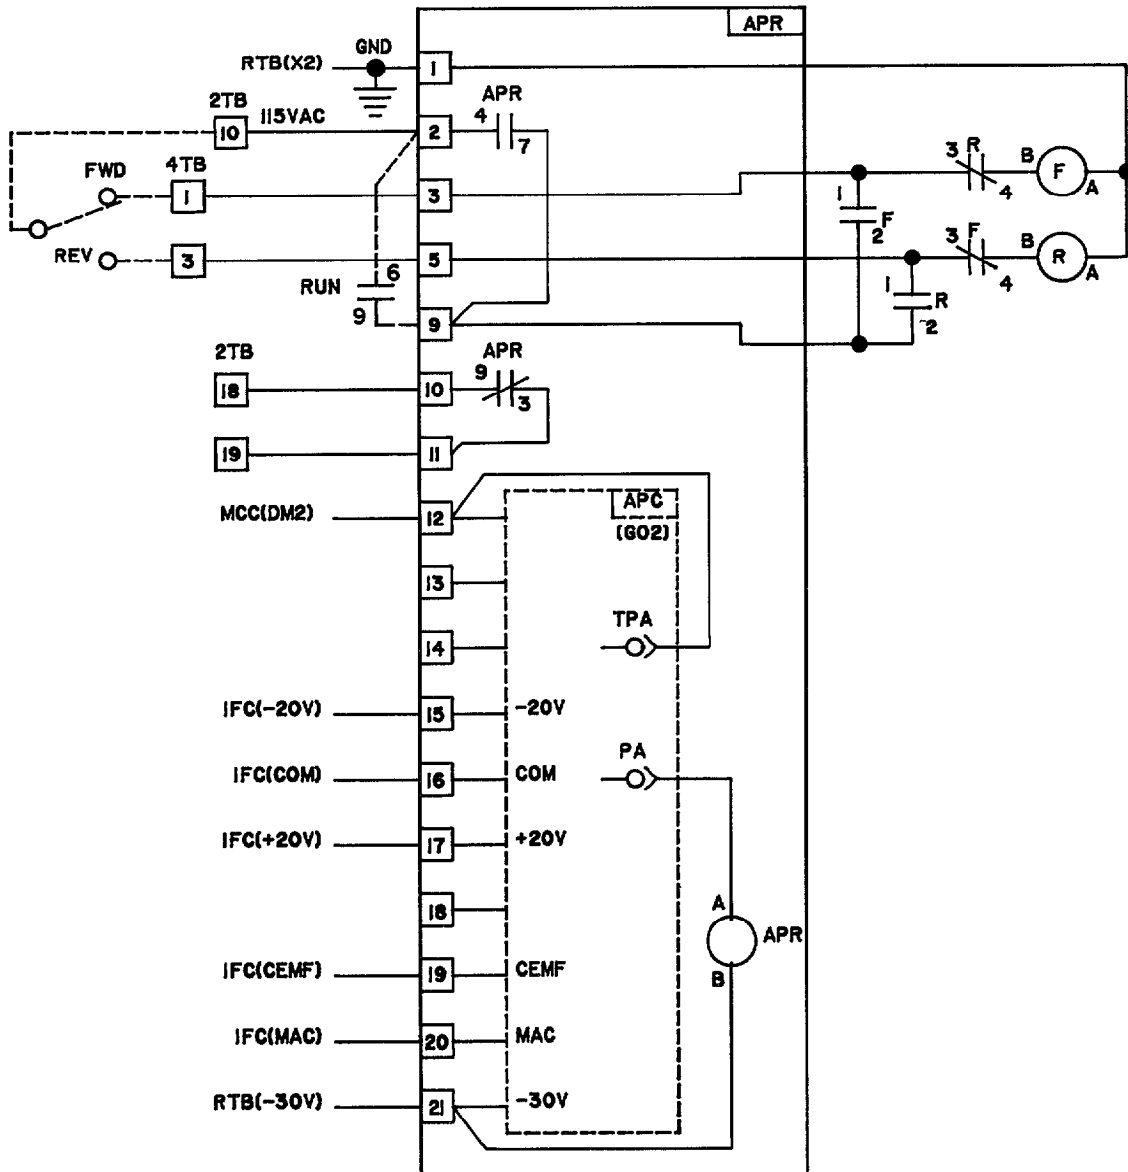 APR
GND
RTB(X2)
1
2TB
115VAC
APR
4
10
2
7
FWD
4TB
1
3
1
3 R
4
B
F
A
F
2
REV
3
5
3 F
4
B
R
A
RUN
6
9
9
1
R
2
2TB
APR
18
10
9
3
19
11
MCC(DM2)
12
APC
(G02)
13
14
TPA
IFC(-20V)
15
-20V
PA
IFC(COM)
16
COM
IFC(+20V)
17
+20V
18
A
APR
B
IFC(CEMF)
19
CEMF
IFC(MAC)
20
MAC
RTB(-30V)
21
-30V